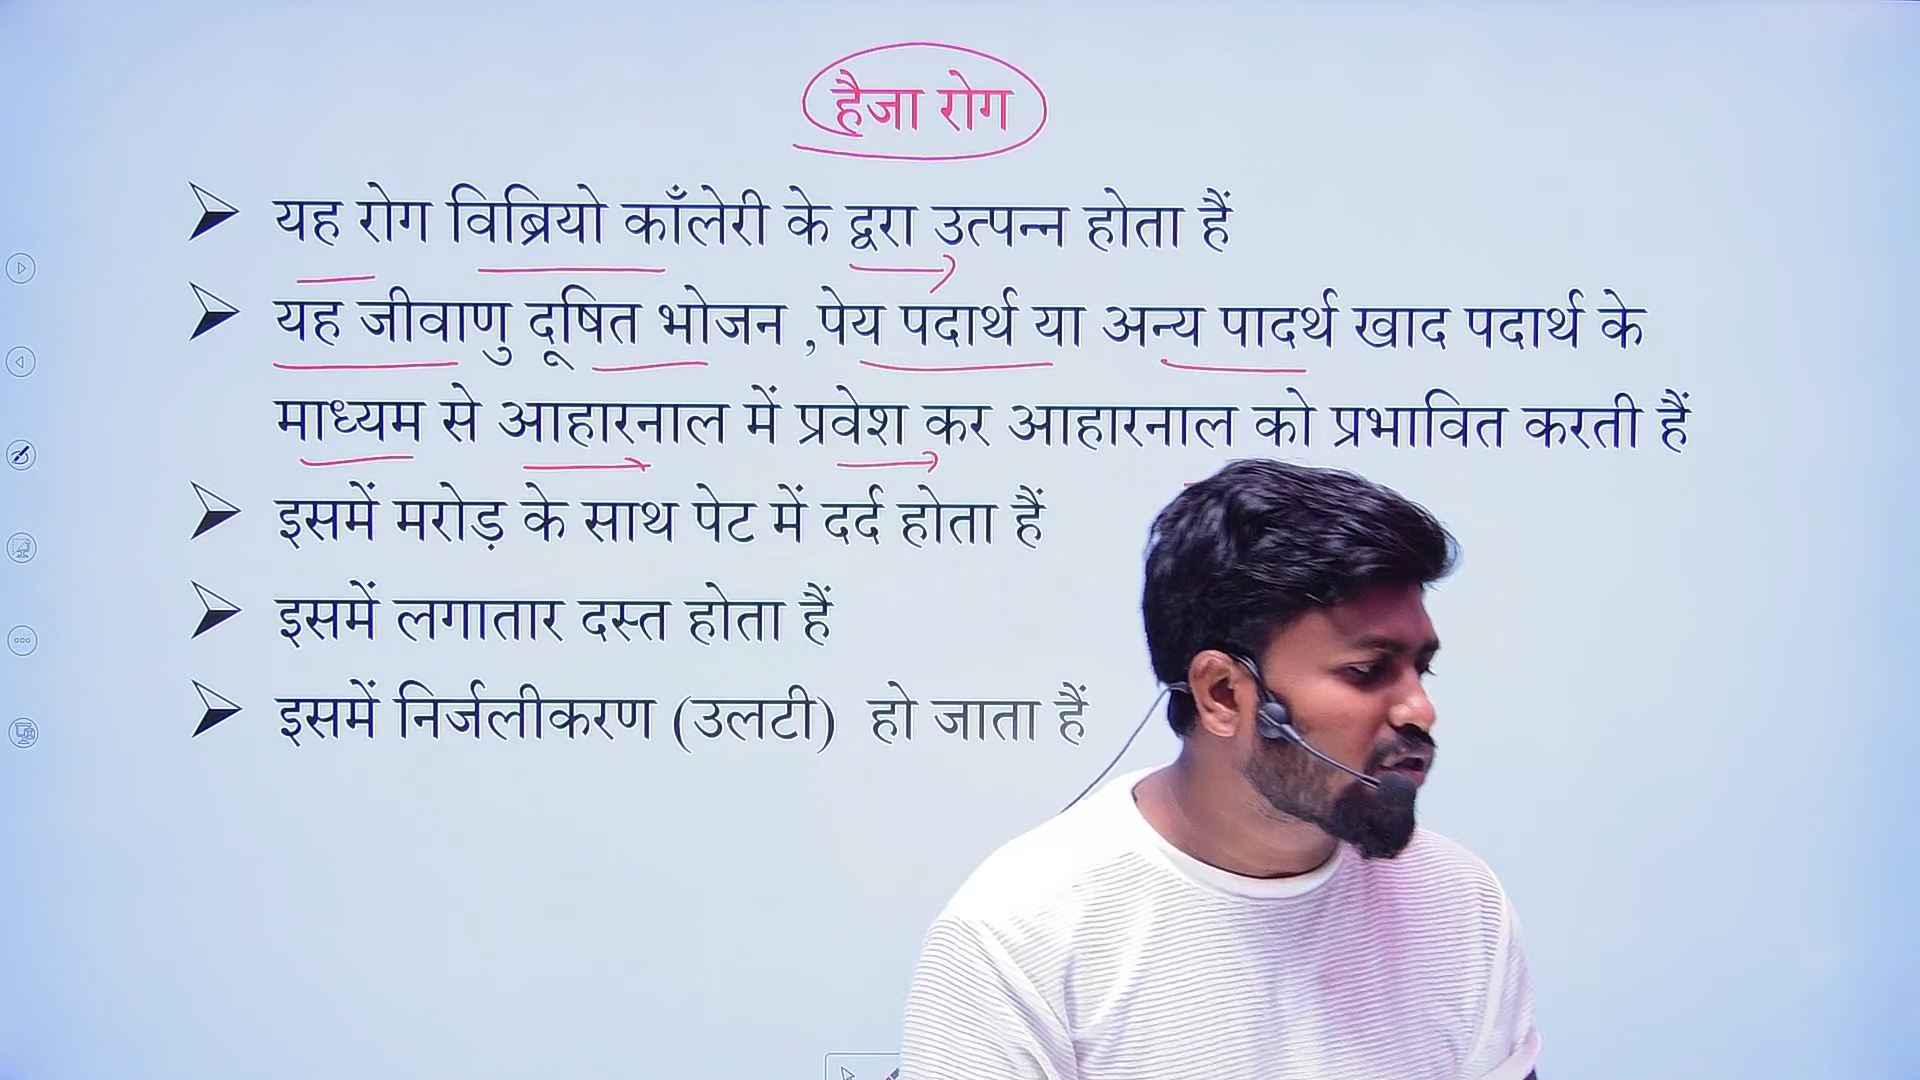 हैजा रोग
यह रोग विब्रियो काँलेरी के द्वरा उत्पन्न होता हैं
यह जीवाणु दूषित भोजन ,पेय पदार्थ या अन्य पादर्थ खाद पदार्थ के
माध्यम से आहारनाल में प्रवेश कर आहारनाल को प्रभावित करती हैं
इसमें मरोड़ के साथ पेट में दर्द होता हैं
इसमें लगातार दस्त होता हैं
इसमें निर्जलीकरण (उलटी) हो जाता हैं